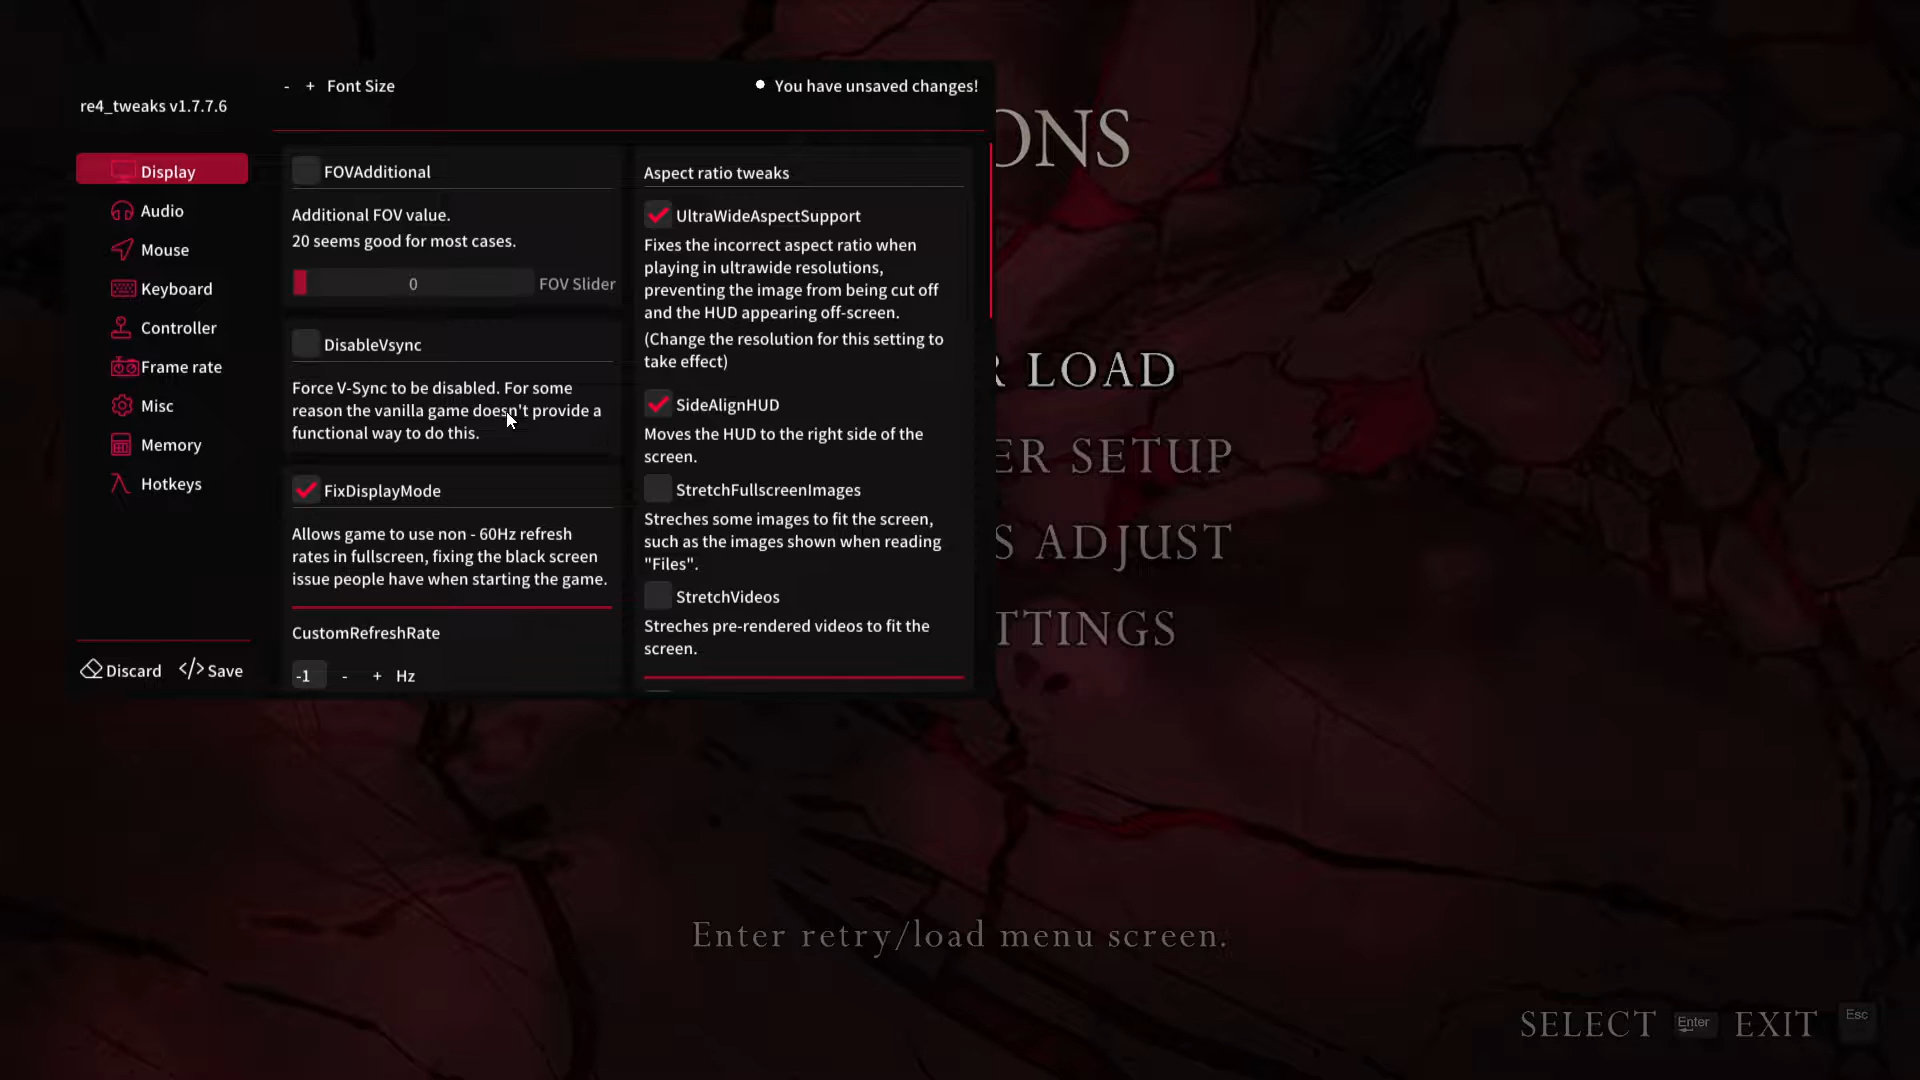 - + Font Size
You have unsaved changes!
re4_tweaks v1.7.7.6
Display
Audio
Mouse
Keyboard
Controller
Frame rate
Misc
Memory
Hotkeys
Discard
</> Save
FOVAdditional
Additional FOV value.
20 seems good for most cases.
0
FOV Slider
DisableVsync
Force V-Sync to be disabled. For some
reason the vanilla game doesn't provide a
functional way to do this.
FixDisplayMode
Allows game to use non - 60Hz refresh
rates in fullscreen, fixing the black screen
issue people have when starting the game.
CustomRefreshRate
-1 - + Hz
Aspect ratio tweaks
UltraWideAspectSupport
Fixes the incorrect aspect ratio when
playing in ultrawide resolutions,
preventing the image from being cut off
and the HUD appearing off-screen.
(Change the resolution for this setting to
take effect)
SideAlignHUD
Moves the HUD to the right side of the
screen.
StretchFullscreenImages
Streches some images to fit the screen,
such as the images shown when reading
"Files".
StretchVideos
Streches pre-rendered videos to fit the
screen.
ONS
R LOAD
ER SETUP
S ADJUST
TTINGS
Enter retry/load menu screen.
SELECT Enter EXIT Esc